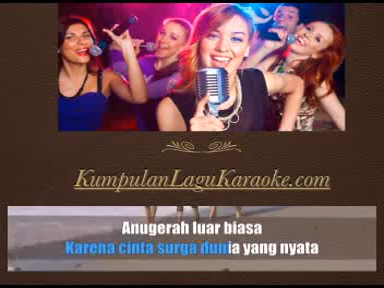 KumpulanLaguKaraoke.com
Anugerah luar biasa
Karena cinta surga dunia yang nyata